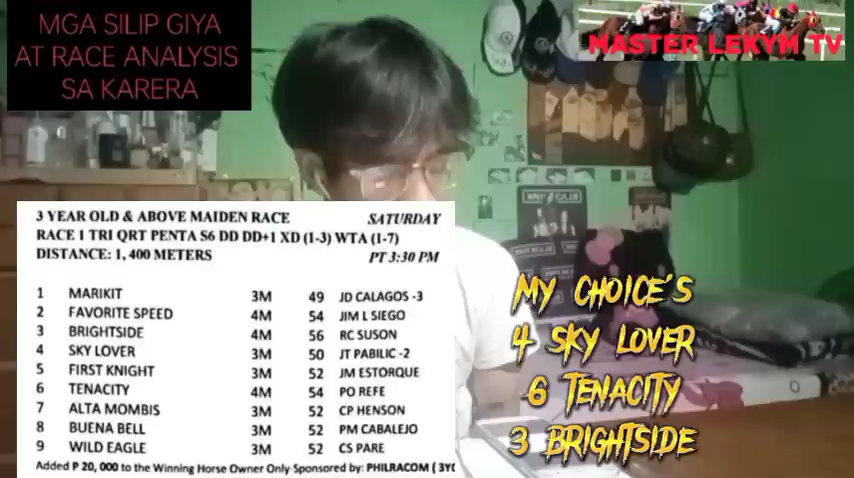 MGA SILIP GIYA
AT RACE ANALYSIS
SA KARERA
MASTER LEKYM TV
3 YEAR OLD & ABOVE MAIDEN RACE SATURDAY
RACE 1 TRI QRT PENTA S6 DD DD+1 XD (1-3) WTA (1-7)
DISTANCE: 1, 400 METERS PT 3:30 PM
1 MARIKIT 3M 49 JD CALAGOS -3
2 FAVORITE SPEED 4M 54 JIM L SIEGO
3 BRIGHTSIDE 4M 56 RC SUSON
4 SKY LOVER 3M 50 JT PABILIC -2
5 FIRST KNIGHT 3M 52 JM ESTORQUE
6 TENACITY 4M 54 PO REFE
7 ALTA MOMBIS 3M 52 CP HENSON
8 BUENA BELL 3M 52 PM CABALEJO
9 WILD EAGLE 3M 52 CS PARE
Added P 20, 000 to the Winning Horse Owner Only-Sponsored by: PHILRACOM ( 3YO
MY CHOICE'S
4 SKY LOVER
6 TENACITY
3 BRIGHTSIDE